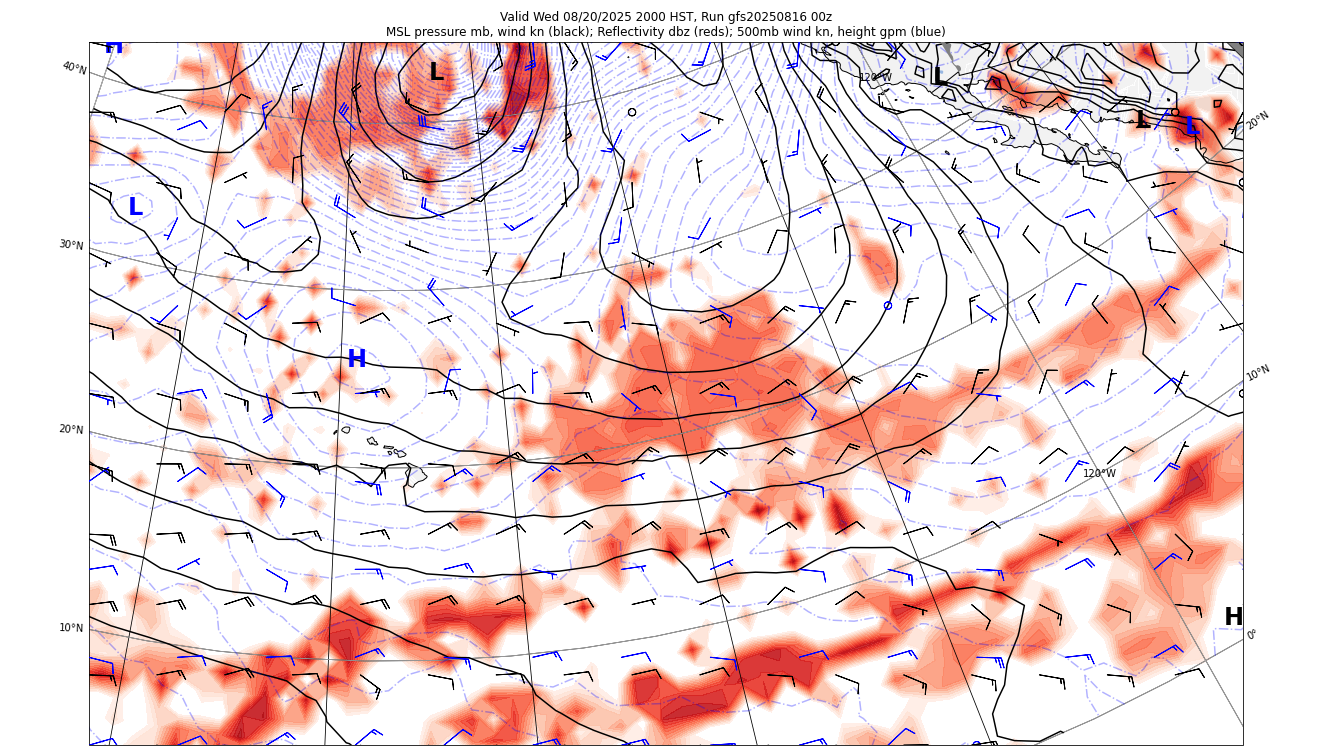 Valid Wed 08/20/2025 2000 HST, Run gfs20250816 00z
MSL pressure mb, wind kn (black); Reflectivity dbz (reds); 500mb wind kn, height gpm (blue)
H
L
L
120°W
40°N
L
L
20°N
L
30°N
H
10°N
20°N
120°W
10°N
H
0°